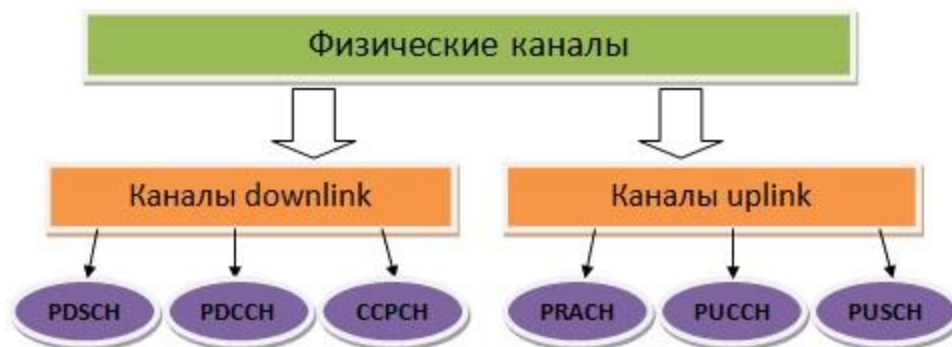 Физические каналы
Каналы downlink
Каналы uplink
PDSCH
PDCCH
CCPCH
PRACH
PUCCH
PUSCH